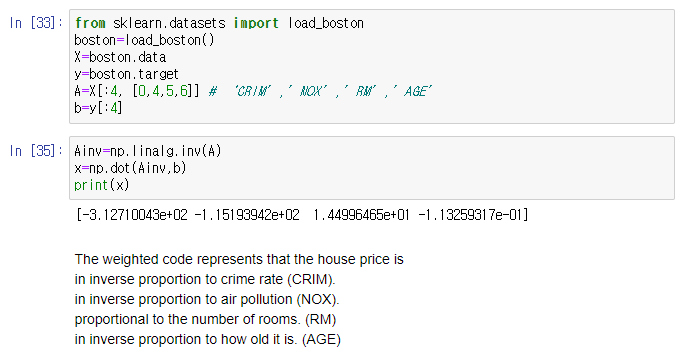 In [33]: from sklearn.datasets import load_boston
boston=load_boston()
X=boston.data
y=boston.target
A=X[:4, [0,4,5,6]] # 'CRIM' ,' NOX' ,' RM' ,' AGE'
b=y[:4]
In [35]: Ainv=np.linalg.inv(A)
x=np.dot(Ainv,b)
print(x)
[-3.12710043e+02 -1.15193942e+02  1.44996465e+01 -1.13259317e-01]
The weighted code represents that the house price is
in inverse proportion to crime rate (CRIM).
in inverse proportion to air pollution (NOX).
proportional to the number of rooms. (RM)
in inverse proportion to how old it is. (AGE)